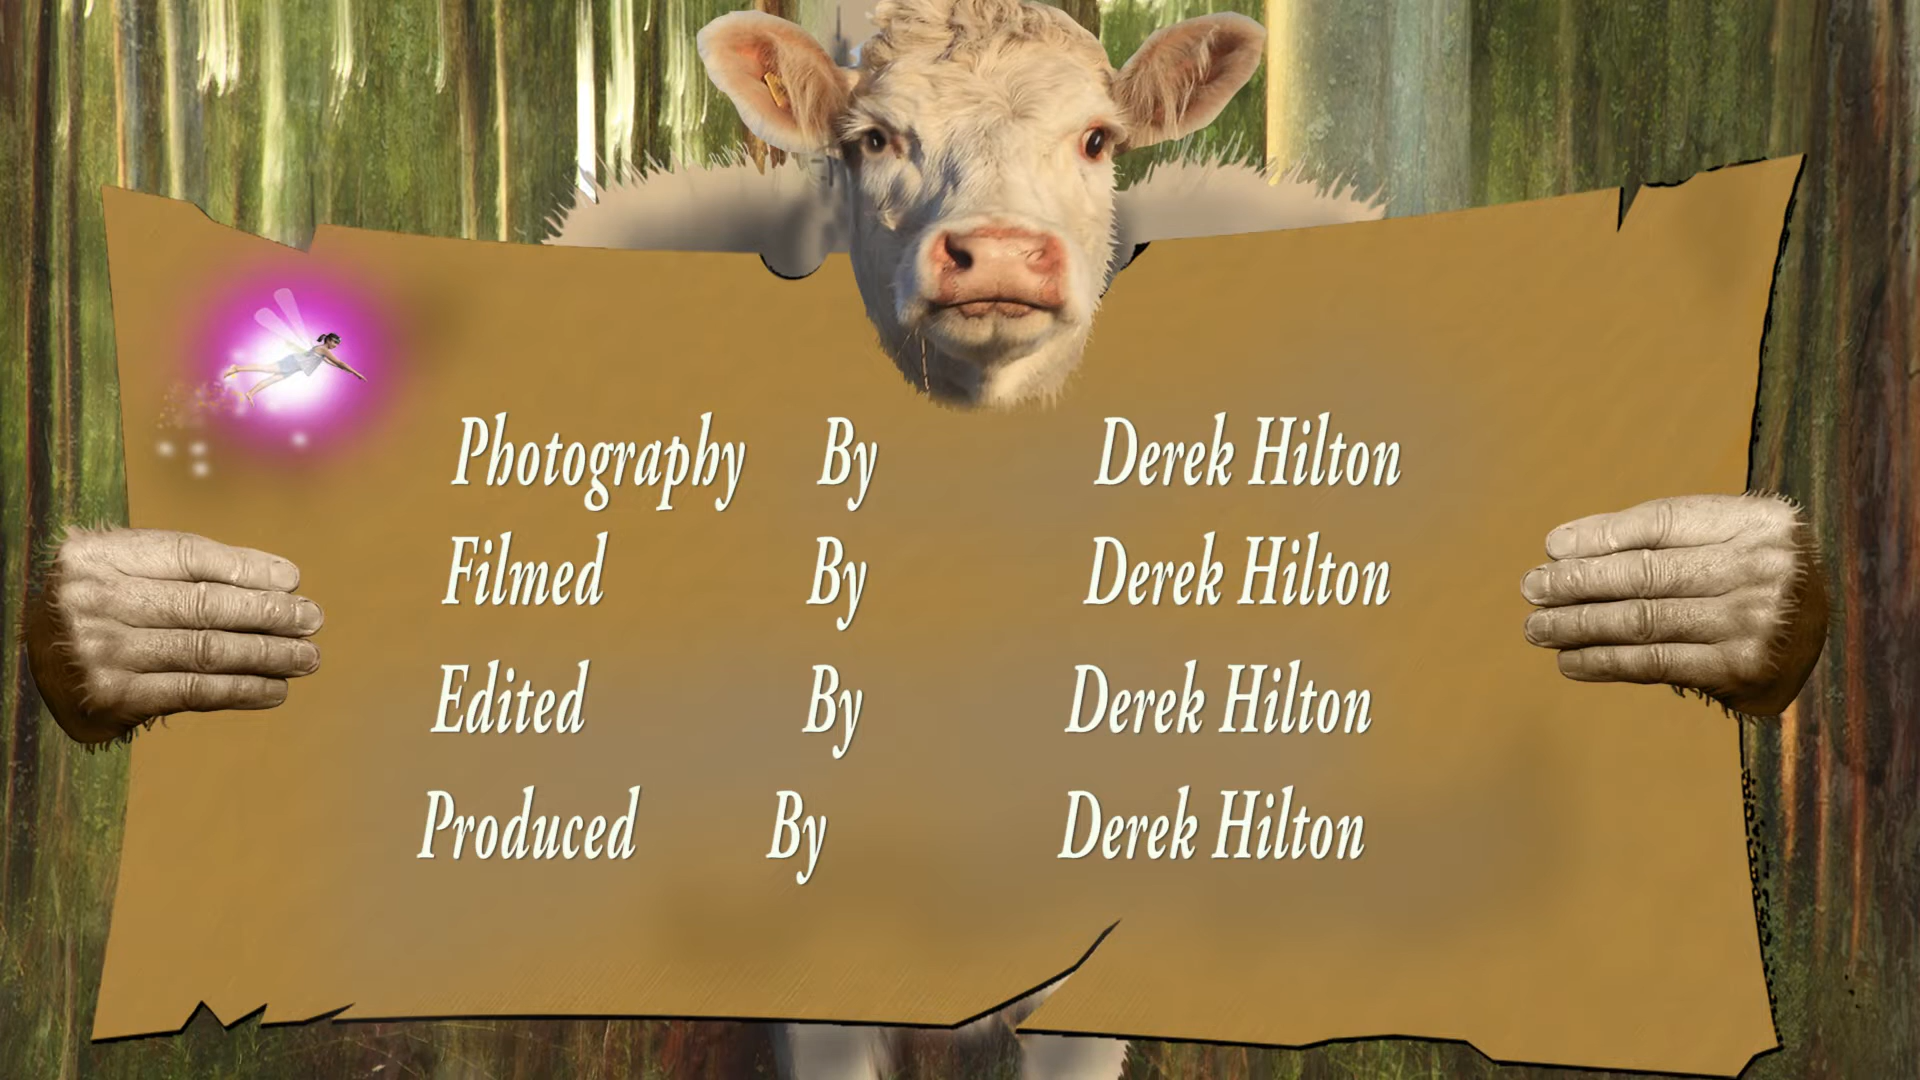 Photography By Derek Hilton
Filmed By Derek Hilton
Edited By Derek Hilton
Produced By Derek Hilton